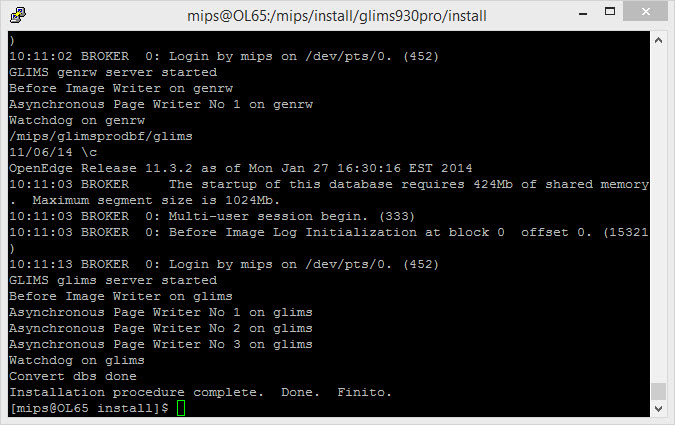 mips@OL65:/mips/install/glims930pro/install
)
10:11:02 BROKER  0: Login by mips on /dev/pts/0. (452)
GLIMS genrw server started
Before Image Writer on genrw
Asynchronous Page Writer No 1 on genrw
Watchdog on genrw
/mips/glimsprodbf/glims
11/06/14 \c
OpenEdge Release 11.3.2 as of Mon Jan 27 16:30:16 EST 2014
10:11:03 BROKER     The startup of this database requires 424Mb of shared memory
.  Maximum segment size is 1024Mb.
10:11:03 BROKER  0: Multi-user session begin. (333)
10:11:03 BROKER  0: Before Image Log Initialization at block 0  offset 0. (15321
)
10:11:13 BROKER  0: Login by mips on /dev/pts/0. (452)
GLIMS glims server started
Before Image Writer on glims
Asynchronous Page Writer No 1 on glims
Asynchronous Page Writer No 2 on glims
Asynchronous Page Writer No 3 on glims
Watchdog on glims
Convert dbs done
Installation procedure complete.  Done.  Finito.
[mips@OL65 install]$